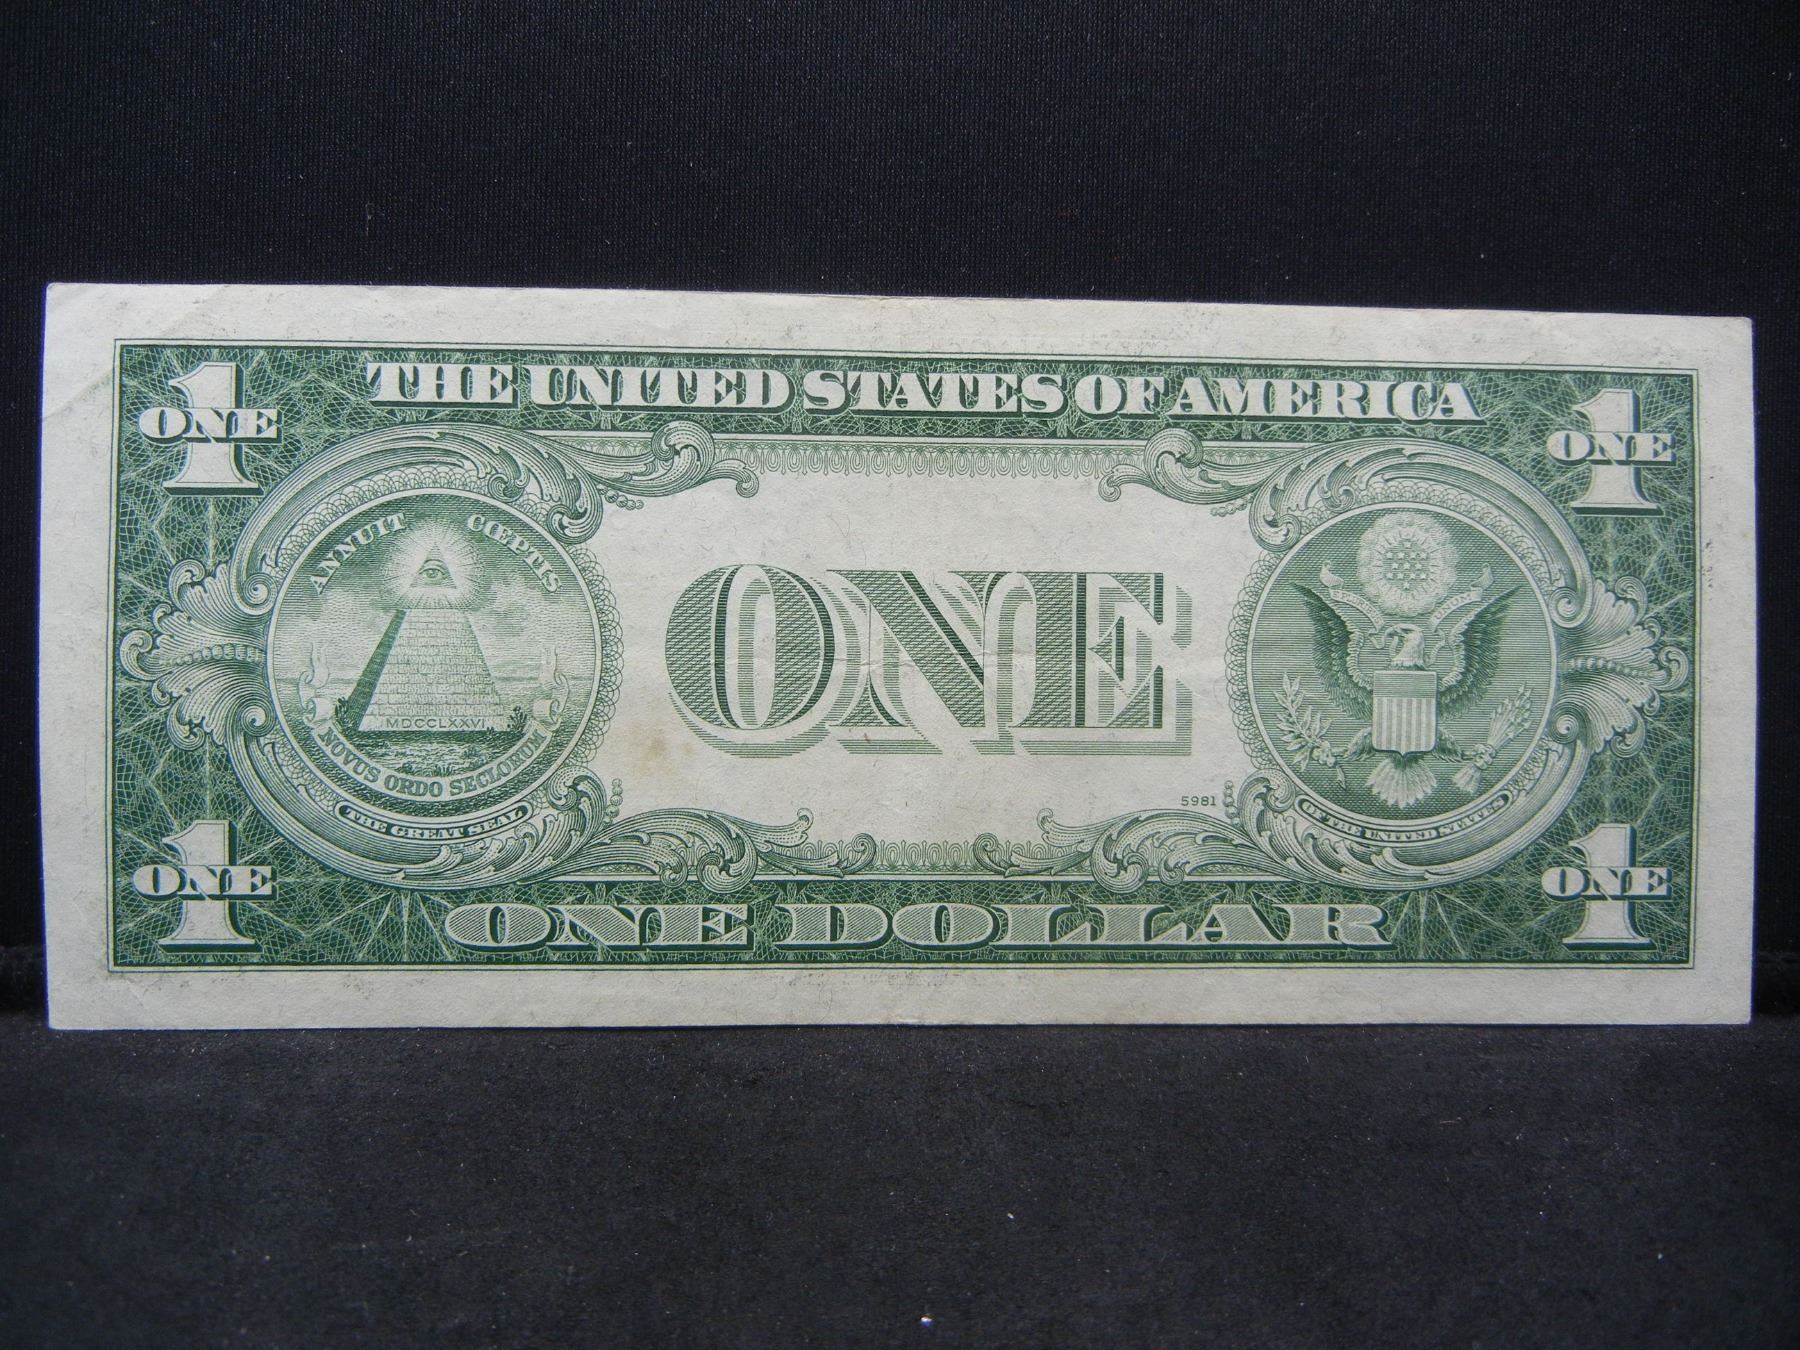 THE UNITED STATES OF AMERICA
1 ONE
1 ONE
ANNUIT CŒPTIS
ONE
MDCCLXXVI
NOVUS ORDO SECLORUM
5981
THE GREAT SEAL
OF THE UNITED STATES
1 ONE
1 ONE
ONE DOLLAR